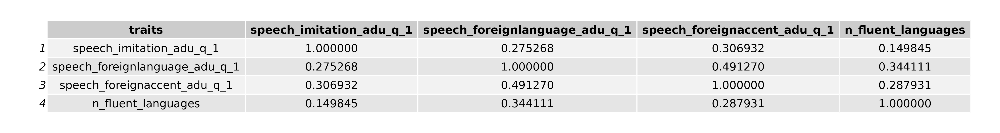 traits speech_imitation_adu_q_1 speech_foreignlanguage_adu_q_1 speech_foreignaccent_adu_q_1 n_fluent_languages
1 speech_imitation_adu_q_1 1.000000 0.275268 0.306932 0.149845
2 speech_foreignlanguage_adu_q_1 0.275268 1.000000 0.491270 0.344111
3 speech_foreignaccent_adu_q_1 0.306932 0.491270 1.000000 0.287931
4 n_fluent_languages 0.149845 0.344111 0.287931 1.000000